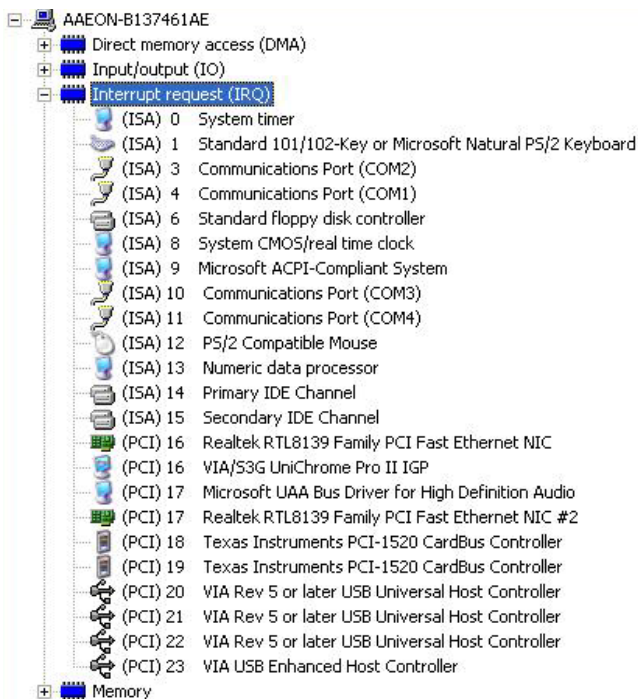 AAEON-B137461AE
Direct memory access (DMA)
Input/output (IO)
Interrupt request (IRQ)
(ISA) 0 System timer
(ISA) 1 Standard 101/102-Key or Microsoft Natural PS/2 Keyboard
(ISA) 3 Communications Port (COM2)
(ISA) 4 Communications Port (COM1)
(ISA) 6 Standard floppy disk controller
(ISA) 8 System CMOS/real time clock
(ISA) 9 Microsoft ACPI-Compliant System
(ISA) 10 Communications Port (COM3)
(ISA) 11 Communications Port (COM4)
(ISA) 12 PS/2 Compatible Mouse
(ISA) 13 Numeric data processor
(ISA) 14 Primary IDE Channel
(ISA) 15 Secondary IDE Channel
(PCI) 16 Realtek RTL8139 Family PCI Fast Ethernet NIC
(PCI) 16 VIA/S3G UniChrome Pro II IGP
(PCI) 17 Microsoft UAA Bus Driver for High Definition Audio
(PCI) 17 Realtek RTL8139 Family PCI Fast Ethernet NIC #2
(PCI) 18 Texas Instruments PCI-1520 CardBus Controller
(PCI) 19 Texas Instruments PCI-1520 CardBus Controller
(PCI) 20 VIA Rev 5 or later USB Universal Host Controller
(PCI) 21 VIA Rev 5 or later USB Universal Host Controller
(PCI) 22 VIA Rev 5 or later USB Universal Host Controller
(PCI) 23 VIA USB Enhanced Host Controller
Memory